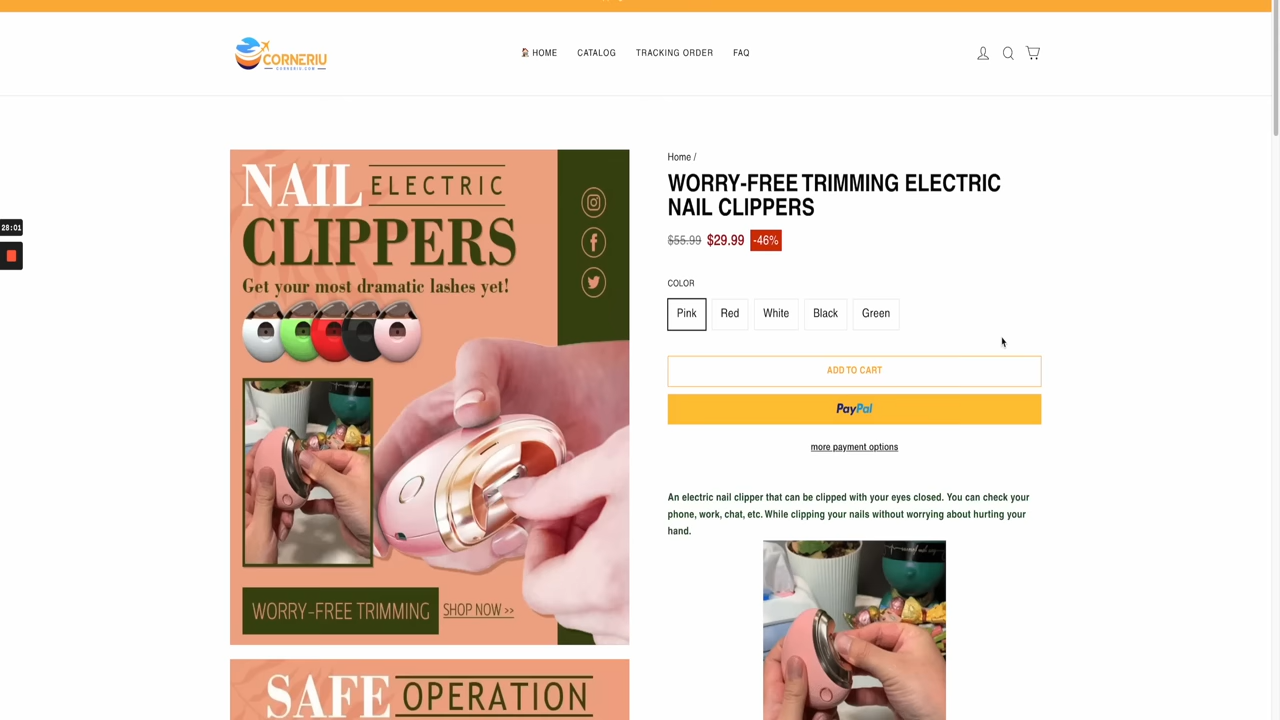 CORNERIU
CORNERIU.COM
HOME
CATALOG
TRACKING ORDER
FAQ
28:01
NAIL ELECTRIC
CLIPPERS
Get your most dramatic lashes yet!
WORRY-FREE TRIMMING SHOP NOW >>
SAFE OPERATION
Home /
WORRY-FREE TRIMMING ELECTRIC
NAIL CLIPPERS
$55.99 $29.99 -46%
COLOR
Pink Red White Black Green
ADD TO CART
PayPal
more payment options
An electric nail clipper that can be clipped with your eyes closed. You can check your
phone, work, chat, etc. While clipping your nails without worrying about hurting your
hand.